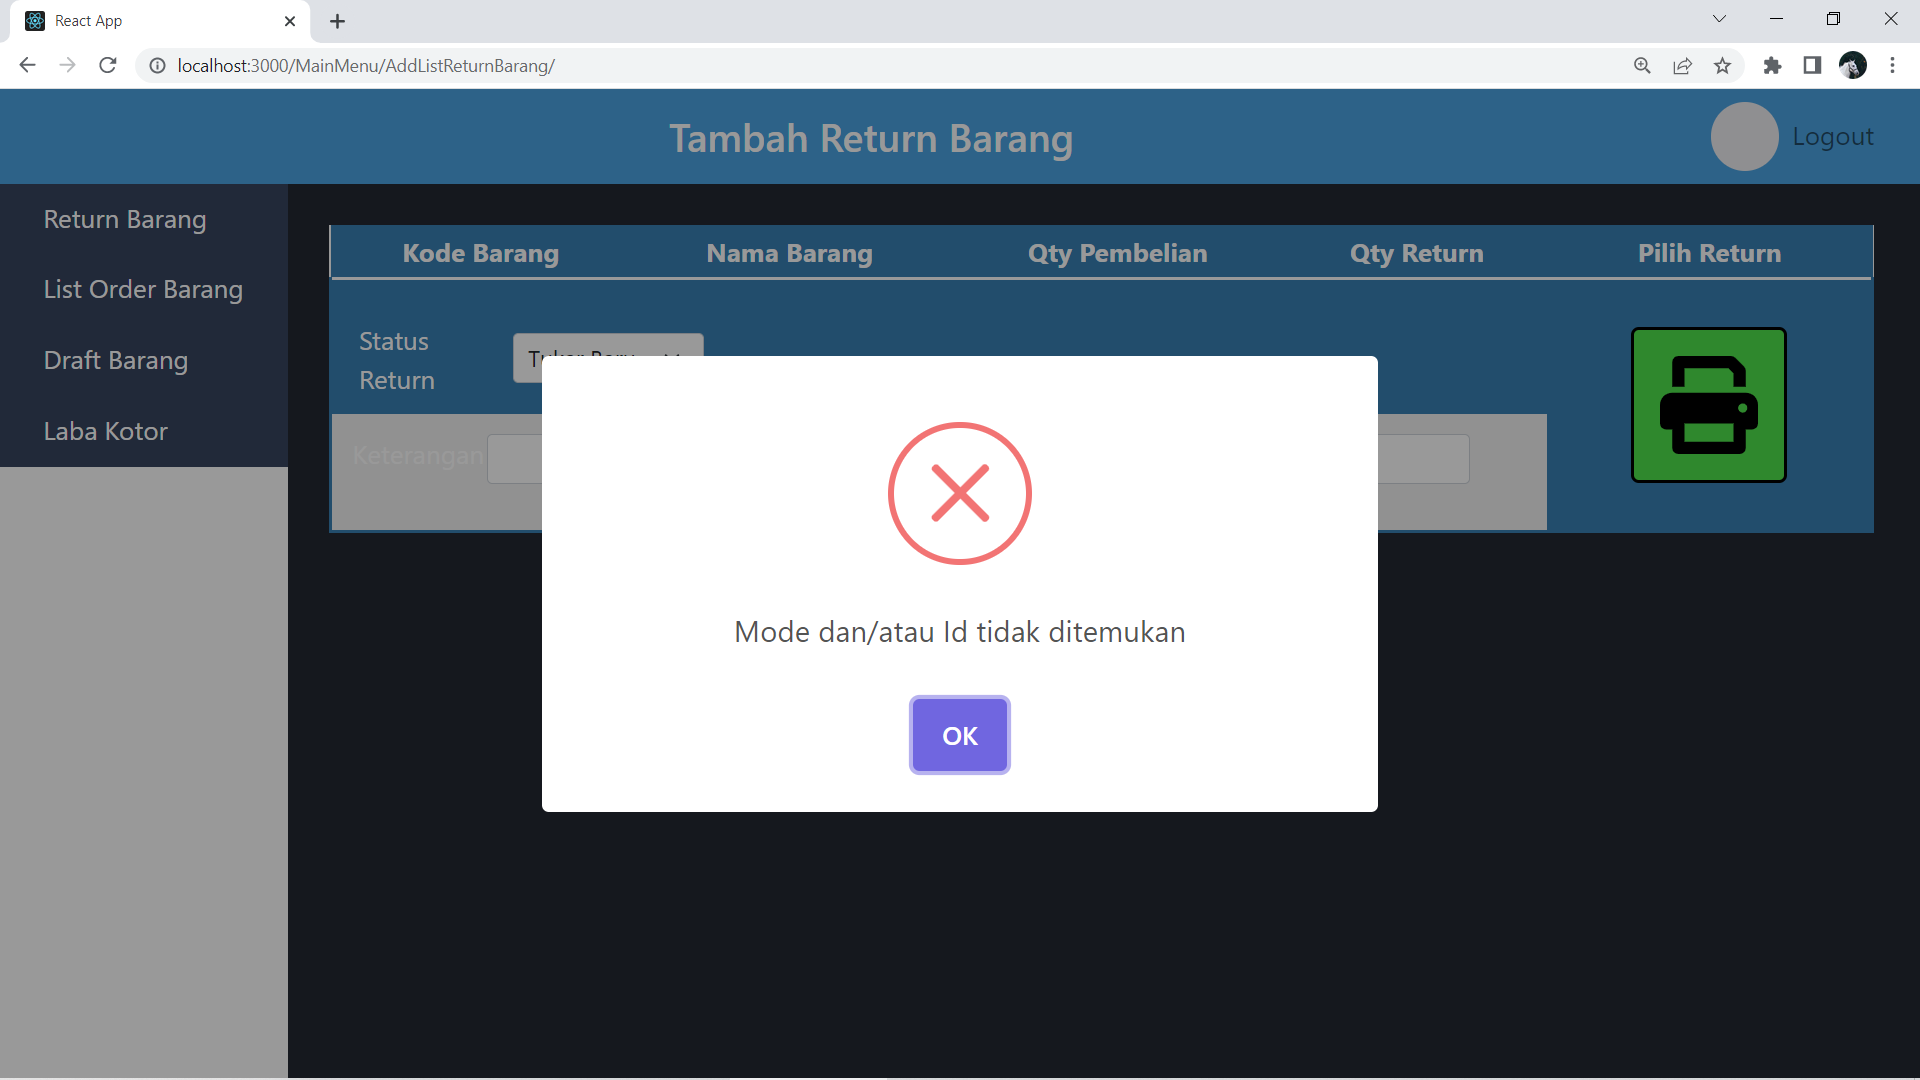 React App
localhost:3000/MainMenu/AddListReturnBarang/
Tambah Return Barang
Logout
Return Barang
List Order Barang
Draft Barang
Laba Kotor
Kode Barang Nama Barang Qty Pembelian Qty Return Pilih Return
Status
Return
Tukar Baru
Keterangan
Mode dan/atau Id tidak ditemukan
OK